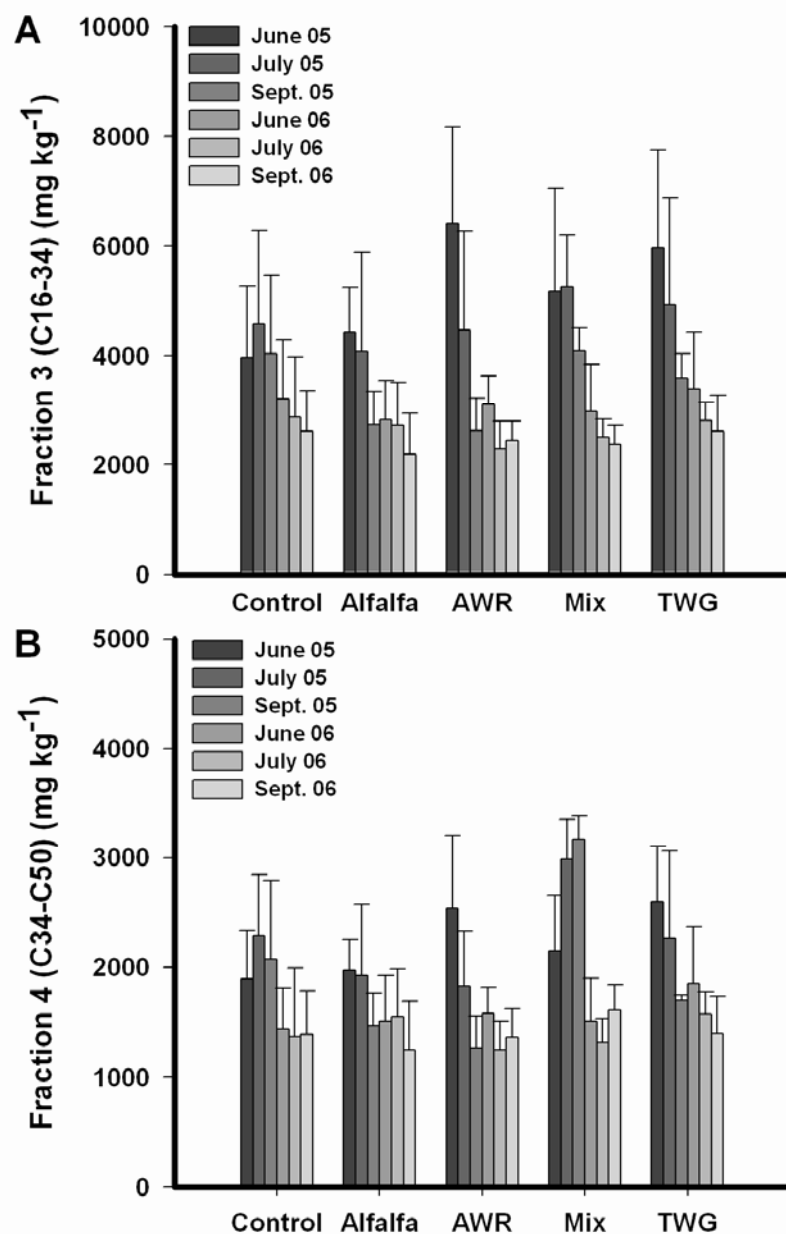 A
10000
8000
6000
4000
2000
0
Fraction 3 (C16-34) (mg kg⁻¹)
June 05
July 05
Sept. 05
June 06
July 06
Sept. 06
Control Alfalfa AWR Mix TWG
B
5000
4000
3000
2000
1000
0
Fraction 4 (C34-C50) (mg kg⁻¹)
June 05
July 05
Sept. 05
June 06
July 06
Sept. 06
Control Alfalfa AWR Mix TWG